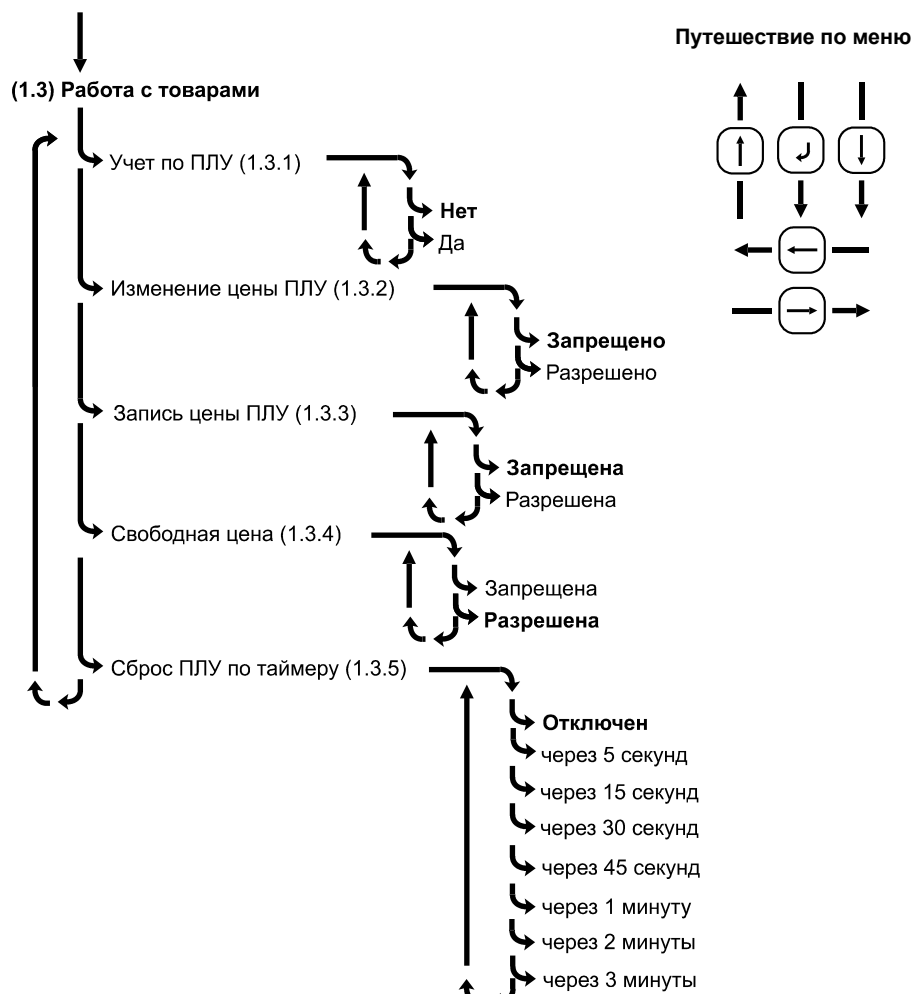 Путешествие по меню
(1.3) Работа с товарами
Учет по ПЛУ (1.3.1)
Нет
Да
Изменение цены ПЛУ (1.3.2)
Запрещено
Разрешено
Запись цены ПЛУ (1.3.3)
Запрещена
Разрешена
Свободная цена (1.3.4)
Запрещена
Разрешена
Сброс ПЛУ по таймеру (1.3.5)
Отключен
через 5 секунд
через 15 секунд
через 30 секунд
через 45 секунд
через 1 минуту
через 2 минуты
через 3 минуты